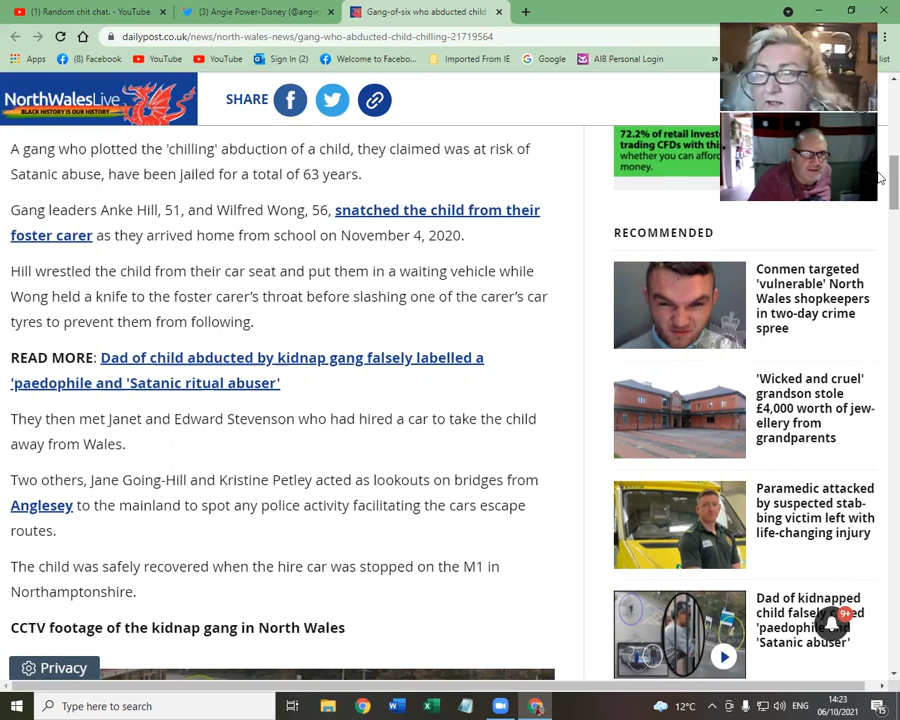 (1) Random chit chat. - YouTube
(3) Angie Power-Disney (@angie
Gang-of-six who abducted child
dailypost.co.uk/news/north-wales-news/gang-who-abducted-child-chilling-21719564
Apps (8) Facebook YouTube YouTube Sign In (2) Welcome to Facebo... Imported From IE Google AIB Personal Login » list
NorthWalesLive
BLACK HISTORY IS OUR HISTORY
SHARE
A gang who plotted the 'chilling' abduction of a child, they claimed was at risk of
Satanic abuse, have been jailed for a total of 63 years.
Gang leaders Anke Hill, 51, and Wilfred Wong, 56, snatched the child from their
foster carer as they arrived home from school on November 4, 2020.
Hill wrestled the child from their car seat and put them in a waiting vehicle while
Wong held a knife to the foster carer's throat before slashing one of the carer's car
tyres to prevent them from following.
READ MORE: Dad of child abducted by kidnap gang falsely labelled a
'paedophile and 'Satanic ritual abuser'
They then met Janet and Edward Stevenson who had hired a car to take the child
away from Wales.
Two others, Jane Going-Hill and Kristine Petley acted as lookouts on bridges from
Anglesey to the mainland to spot any police activity facilitating the cars escape
routes.
The child was safely recovered when the hire car was stopped on the M1 in
Northamptonshire.
CCTV footage of the kidnap gang in North Wales
Privacy
72.2% of retail invest
trading CFDs with thi
whether you can afford
money.
RECOMMENDED
Conmen targeted
'vulnerable' North
Wales shopkeepers
in two-day crime
spree
'Wicked and cruel'
grandson stole
£4,000 worth of jew-
ellery from
grandparents
Paramedic attacked
by suspected stab-
bing victim left with
life-changing injury
Dad of kidnapped
child falsely
'paedophile
'Satanic abuser'
9+
Type here to search
12°C
ENG
14:23
06/10/2021
15